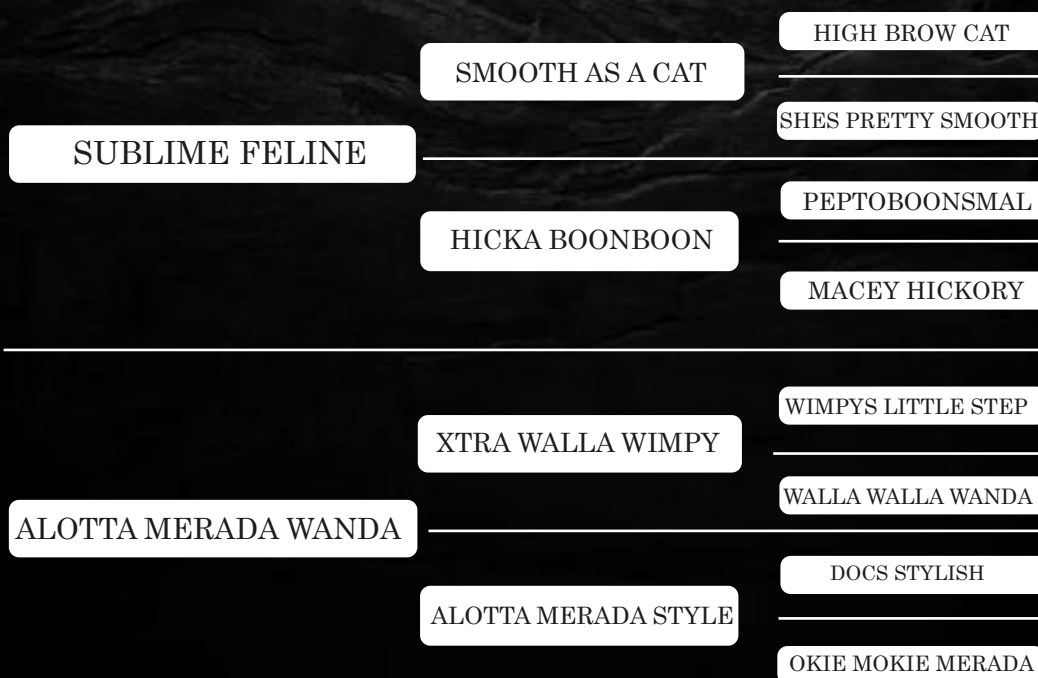 HIGH BROW CAT
SMOOTH AS A CAT
SHES PRETTY SMOOTH
SUBLIME FELINE
PEPTOBOONSMAL
HICKA BOONBOON
MACEY HICKORY
WIMPYS LITTLE STEP
XTRA WALLA WIMPY
WALLA WALLA WANDA
ALOTTA MERADA WANDA
DOCS STYLISH
ALOTTA MERADA STYLE
OKIE MOKIE MERADA